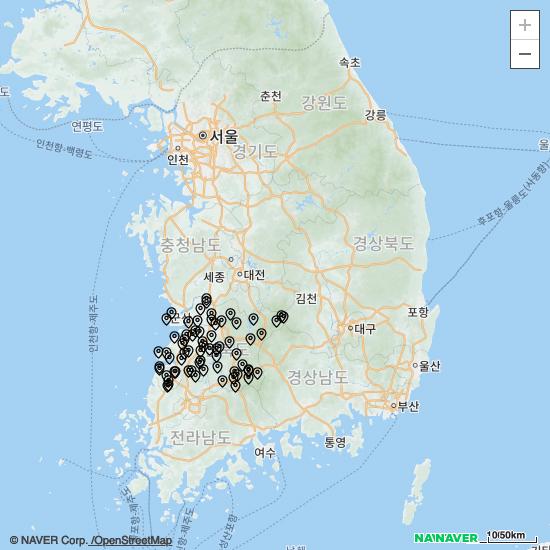 +
−
속초
춘천
강원도
강릉
도
연평도
서울
경기도
인천
인천항-백령도
울
후포항-울릉도(사동항)
충청남도
경상북도
세종
대전
김천
인천항-제주도
군산
포항
대구
울산
경상남도
부산
전라남도
여수
통영
© NAVER Corp. /OpenStreetMap
NAVER
10/50km